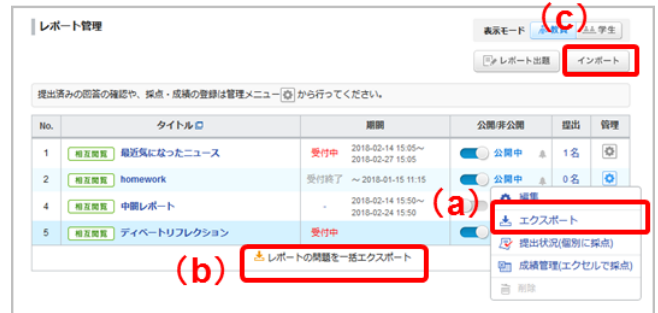 レポート管理
表示モード
学生
(c)
レポート出題
インポート
提出済みの回答の確認や、採点・成績の登録は管理メニュー から行ってください。
No. タイトル 期間 公開/非公開 提出 管理
1 相互閲覧 最近気になったニュース 受付中 2018-02-14 15:05～
2018-02-27 15:05 公開中 1名
2 相互閲覧 homework 受付終了 ～ 2018-01-15 11:15 公開中 0名
4 相互閲覧 中間レポート - 2018-02-14 15:50～
2018-02-24 15:50
5 相互閲覧 ディベートリフレクション 受付中
(a)
編集
エクスポート
提出状況(個別に採点)
成績管理(エクセルで採点)
削除
(b)
レポートの問題を一括エクスポート